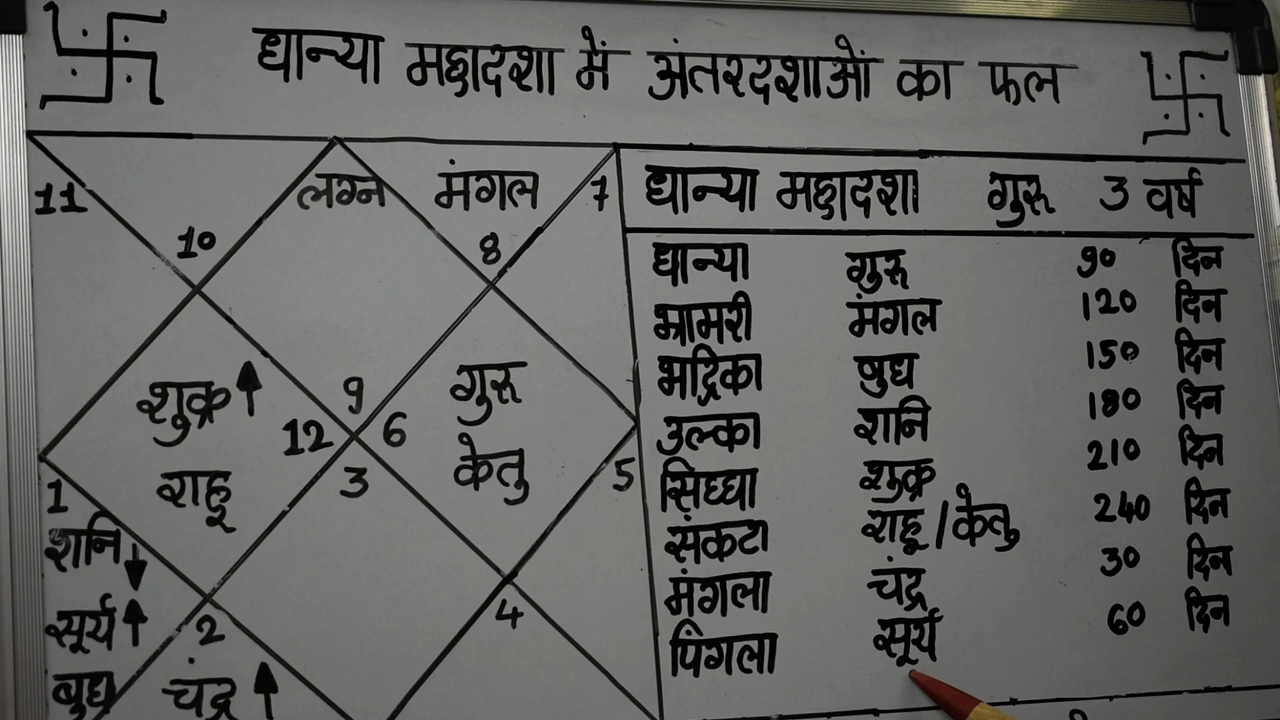 धान्या महादशा में अंतरदशाओं का फल
लग्न
मंगल
11
10
8
7
शुक्र ↑
राहू
12
9
6
3
गुरू
केतु
5
1
शनि ↓
सूर्य ↑
बुध
2
चंद्र ↑
4
धान्या महादशा गुरू 3 वर्ष
धान्या गुरू 90 दिन
भ्रामरी मंगल 120 दिन
भद्रिका बुध 150 दिन
उल्का शनि 180 दिन
सिध्धा शुक्र 210 दिन
संकटा राहू/केतु 240 दिन
मंगला चंद्र 30 दिन
पिंगला सूर्य 60 दिन